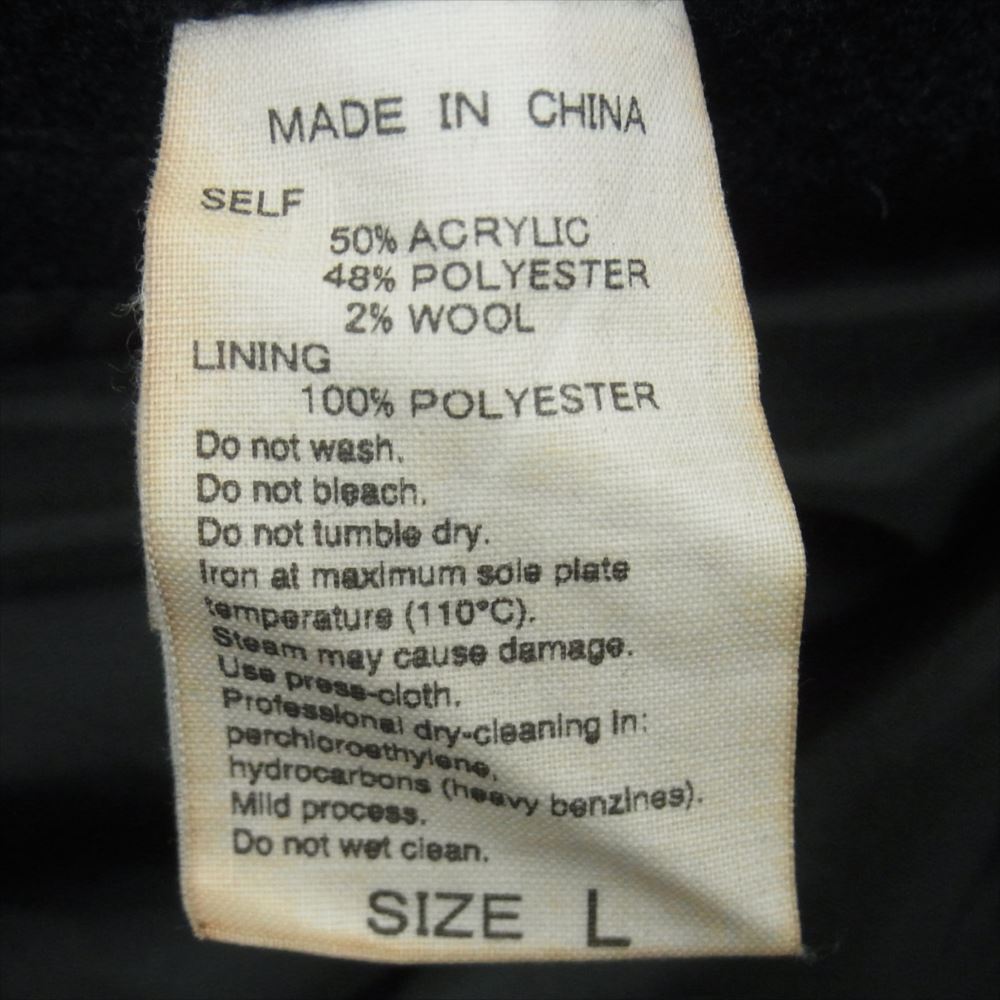 MADE IN CHINA
SELF
50% ACRYLIC
48% POLYESTER
2% WOOL
LINING
100% POLYESTER
Do not wash.
Do not bleach.
Do not tumble dry.
Iron at maximum sole plate
temperature (110°C).
Steam may cause damage.
Use press-cloth.
Professional dry-cleaning in:
perchloroethylene,
hydrocarbons (heavy benzines).
Mild process.
Do not wet clean.
SIZE L